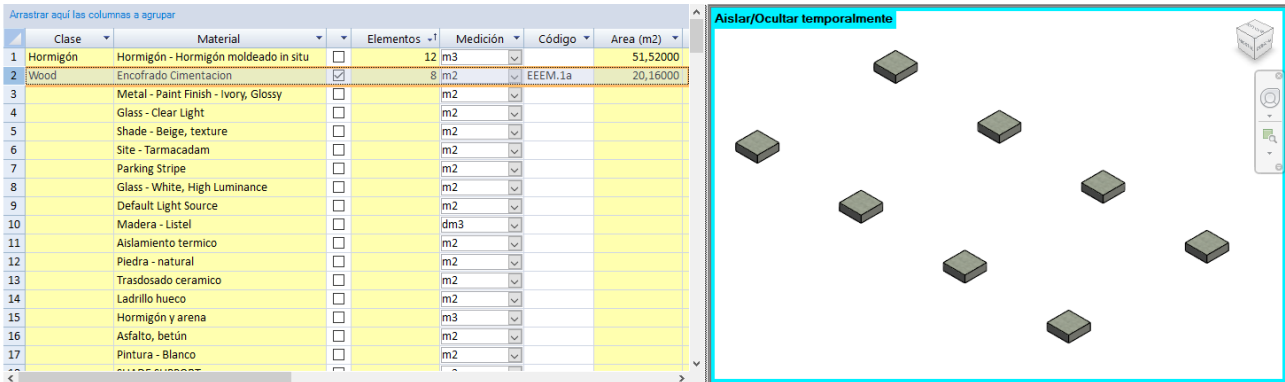 Arrastrar aquí las columnas a agrupar
Clase Material Elementos Medición Código Area (m2)
1 Hormigón Hormigón - Hormigón moldeado in situ 12 m3 51,52000
2 Wood Encofrado Cimentacion 8 m2 EEEM.1a 20,16000
3 Metal - Paint Finish - Ivory, Glossy m2
4 Glass - Clear Light m2
5 Shade - Beige, texture m2
6 Site - Tarmacadam m2
7 Parking Stripe m2
8 Glass - White, High Luminance m2
9 Default Light Source m2
10 Madera - Listel dm3
11 Aislamiento termico m2
12 Piedra - natural m2
13 Trasdosado ceramico m2
14 Ladrillo hueco m2
15 Hormigón y arena m3
16 Asfalto, betún m2
17 Pintura - Blanco m2
Aislar/Ocultar temporalmente